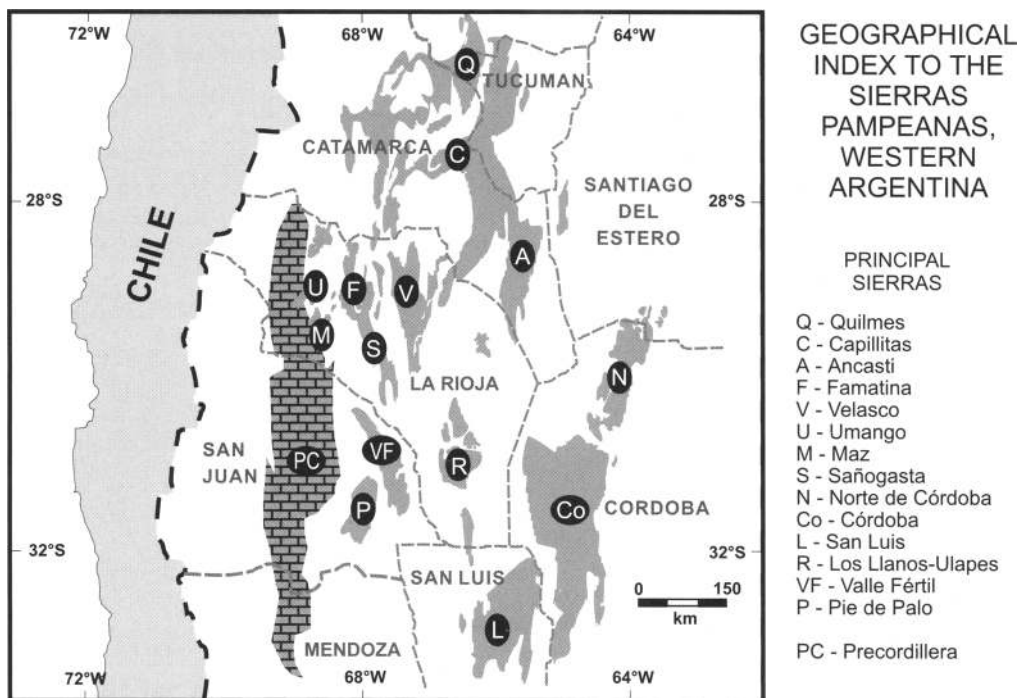 72°W
68°W
64°W
Q
TUCUMAN
CATAMARCA
C
SANTIAGO
DEL
ESTERO
28°S
28°S
CHILE
A
U
F
V
M
S
LA RIOJA
N
SAN
JUAN
PC
VF
R
P
Co
CORDOBA
32°S
32°S
SAN LUIS
0
150
km
L
MENDOZA
72°W
68°W
64°W
GEOGRAPHICAL
INDEX TO THE
SIERRAS
PAMPEANAS,
WESTERN
ARGENTINA
PRINCIPAL
SIERRAS
Q - Quilmes
C - Capillitas
A - Ancasti
F - Famatina
V - Velasco
U - Umango
M - Maz
S - Sañogasta
N - Norte de Córdoba
Co - Córdoba
L - San Luis
R - Los Llanos-Ulapes
VF - Valle Fértil
P - Pie de Palo
PC - Precordillera